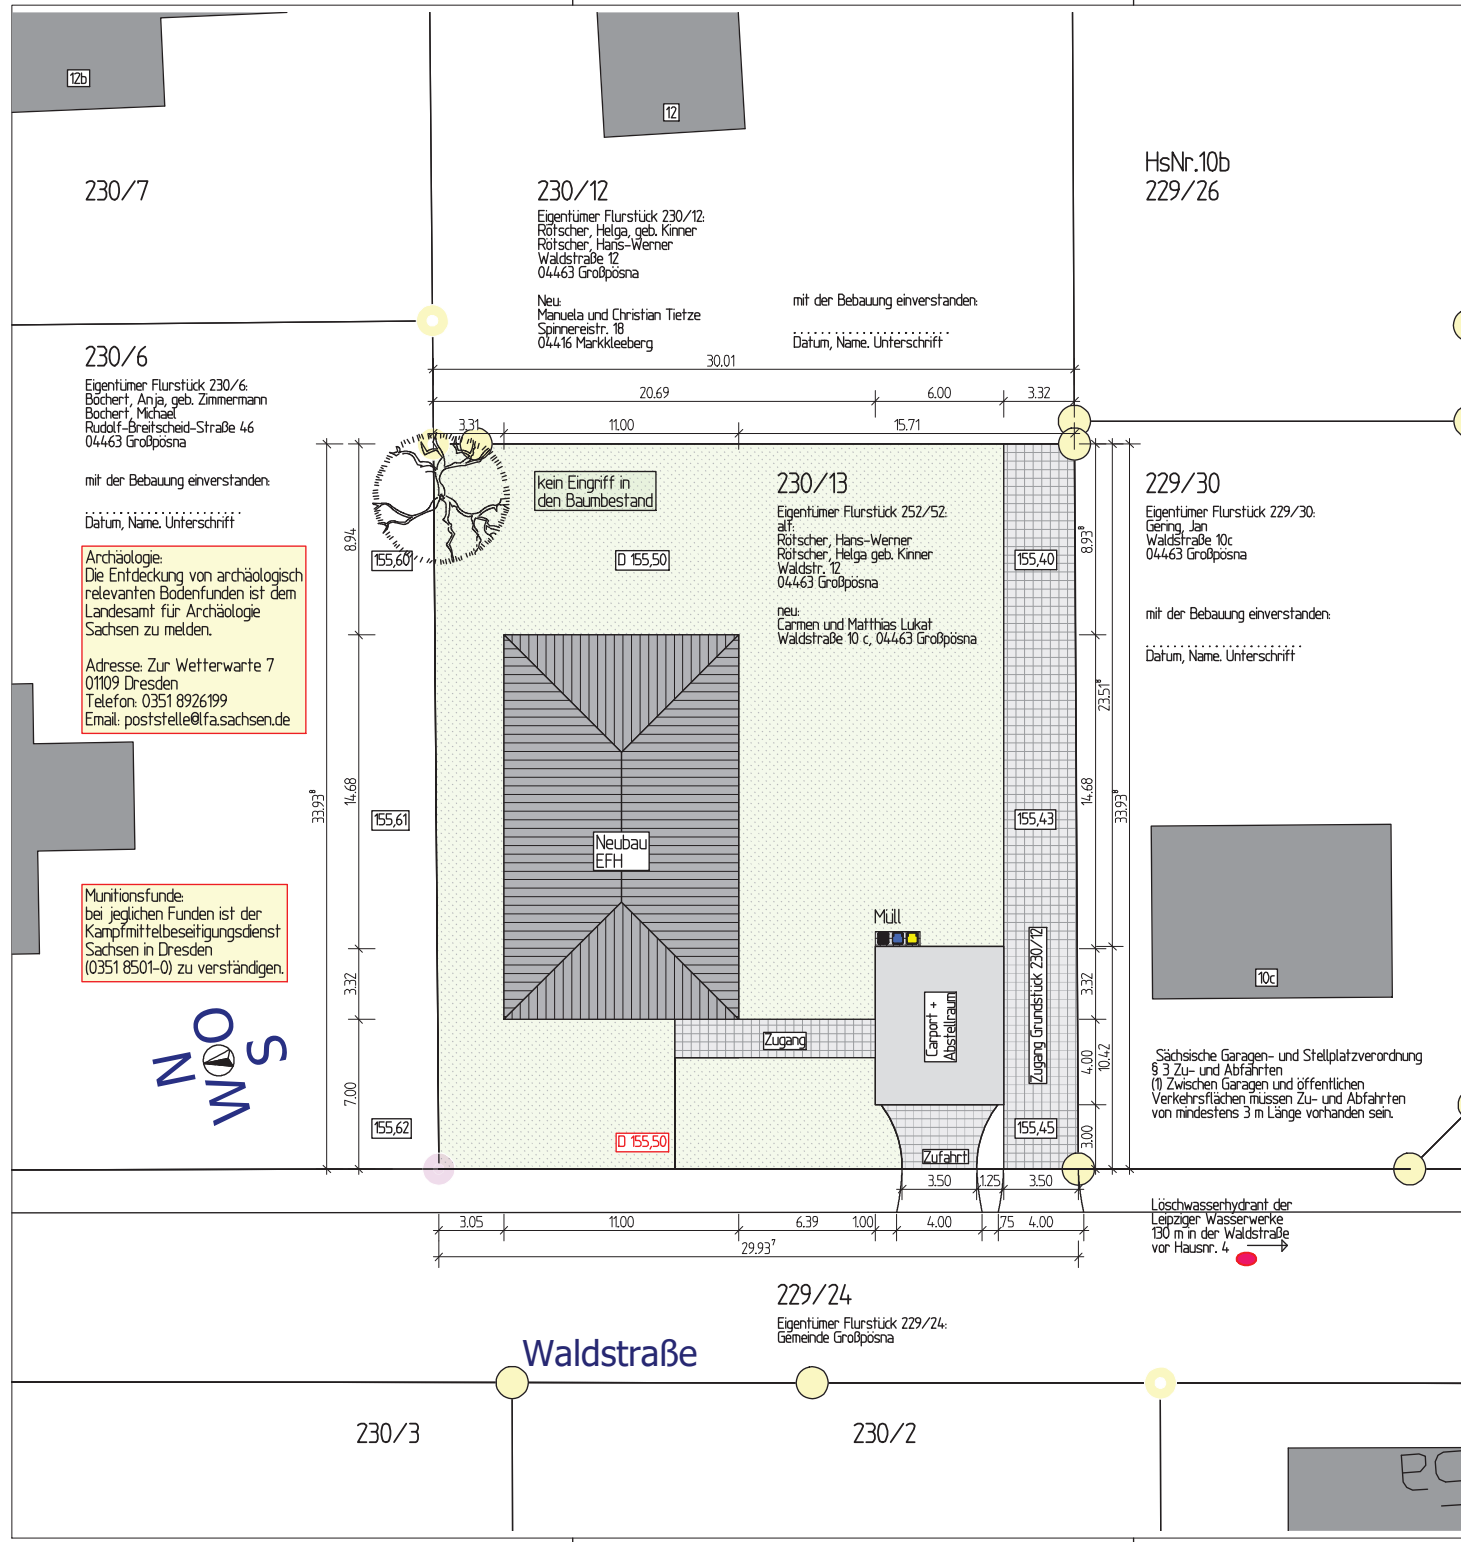 12b
12
230/7
230/12
Eigentümer Flurstück 230/12:
Rötscher, Helga, geb. Kinner
Rötscher, Hans-Werner
Waldstraße 12
04463 Großpösna
Neu:
Manuela und Christian Tietze
Spinnereistr. 18
04416 Markkleeberg
mit der Bebauung einverstanden:
......................
Datum, Name. Unterschrift
HsNr.10b
229/26
230/6
Eigentümer Flurstück 230/6:
Böchert, Anja, geb. Zimmermann
Böchert, Michael
Rudolf-Breitscheid-Straße 46
04463 Großpösna
mit der Bebauung einverstanden:
......................
Datum, Name. Unterschrift
30.01
20.69
6.00
3.32
3.31
11.00
15.71
kein Eingriff in
den Baumbestand
230/13
Eigentümer Flurstück 252/52:
alt:
Rötscher, Hans-Werner
Rötscher, Helga geb. Kinner
Waldstr. 12
04463 Großpösna
neu:
Carmen und Matthias Lukat
Waldstraße 10 c, 04463 Großpösna
229/30
Eigentümer Flurstück 229/30:
Gering, Jan
Waldstraße 10c
04463 Großpösna
mit der Bebauung einverstanden:
......................
Datum, Name. Unterschrift
Archäologie:
Die Entdeckung von archäologisch
relevanten Bodenfunden ist dem
Landesamt für Archäologie
Sachsen zu melden.
Adresse: Zur Wetterwarte 7
01109 Dresden
Telefon: 0351 8926199
Email: poststelle@lfa.sachsen.de
8.94
155,60
D 155,50
155,40
8.93⁸
23.51⁸
33.93⁸
14.68
155,61
Neubau
EFH
155,43
14.68
33.93⁸
Munitionsfunde:
bei jeglichen Funden ist der
Kampfmittelbeseitigungsdienst
Sachsen in Dresden
(0351 8501-0) zu verständigen.
3.32
Müll
Carport +
Abstellraum
Zugang Grundstück 230/12
3.32
10c
N
O
S
W
Zugang
4.00
10.42
7.00
155,62
D 155,50
Zufahrt
155,45
3.00
Sächsische Garagen- und Stellplatzverordnung
§ 3 Zu- und Abfahrten
(1) Zwischen Garagen und öffentlichen
Verkehrsflächen müssen Zu- und Abfahrten
von mindestens 3 m Länge vorhanden sein.
3.50
1.25
3.50
3.05
11.00
6.39
1.00
4.00
75
4.00
29.93⁷
Löschwasserhydrant der
Leipziger Wasserwerke
130 m in der Waldstraße
vor Hausnr. 4
229/24
Eigentümer Flurstück 229/24:
Gemeinde Großpösna
Waldstraße
230/3
230/2